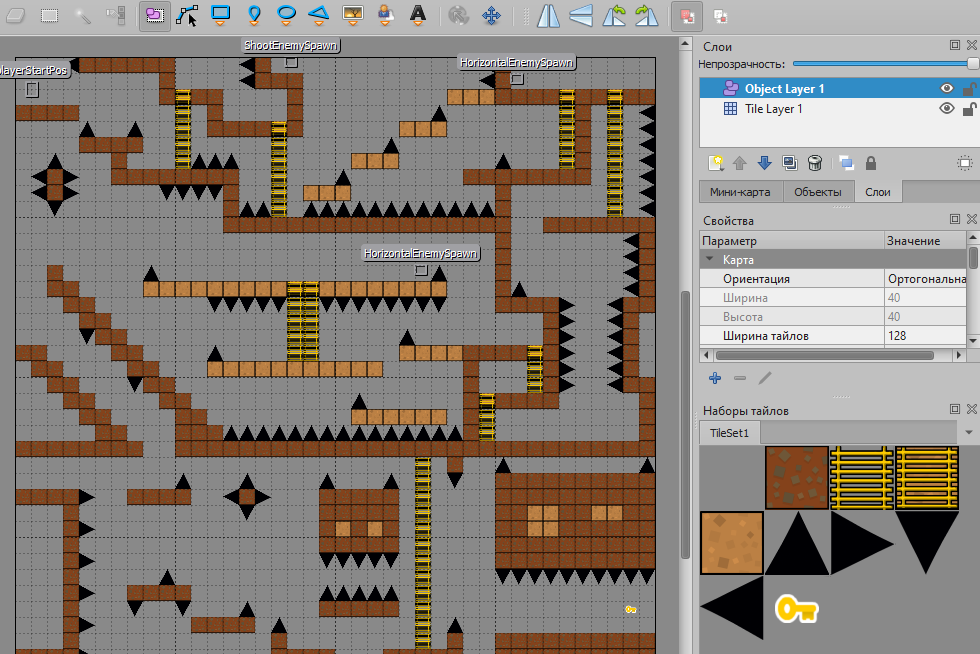 ShootEnemySpawn
HorizontalEnemySpawn
playerStartPos
HorizontalEnemySpawn
Слои
Непрозрачность:
Object Layer 1
Tile Layer 1
Мини-карта
Объекты
Слои
Свойства
Параметр Значение
Карта
Ориентация Ортогональна
Ширина 40
Высота 40
Ширина тайлов 128
Наборы тайлов
TileSet1